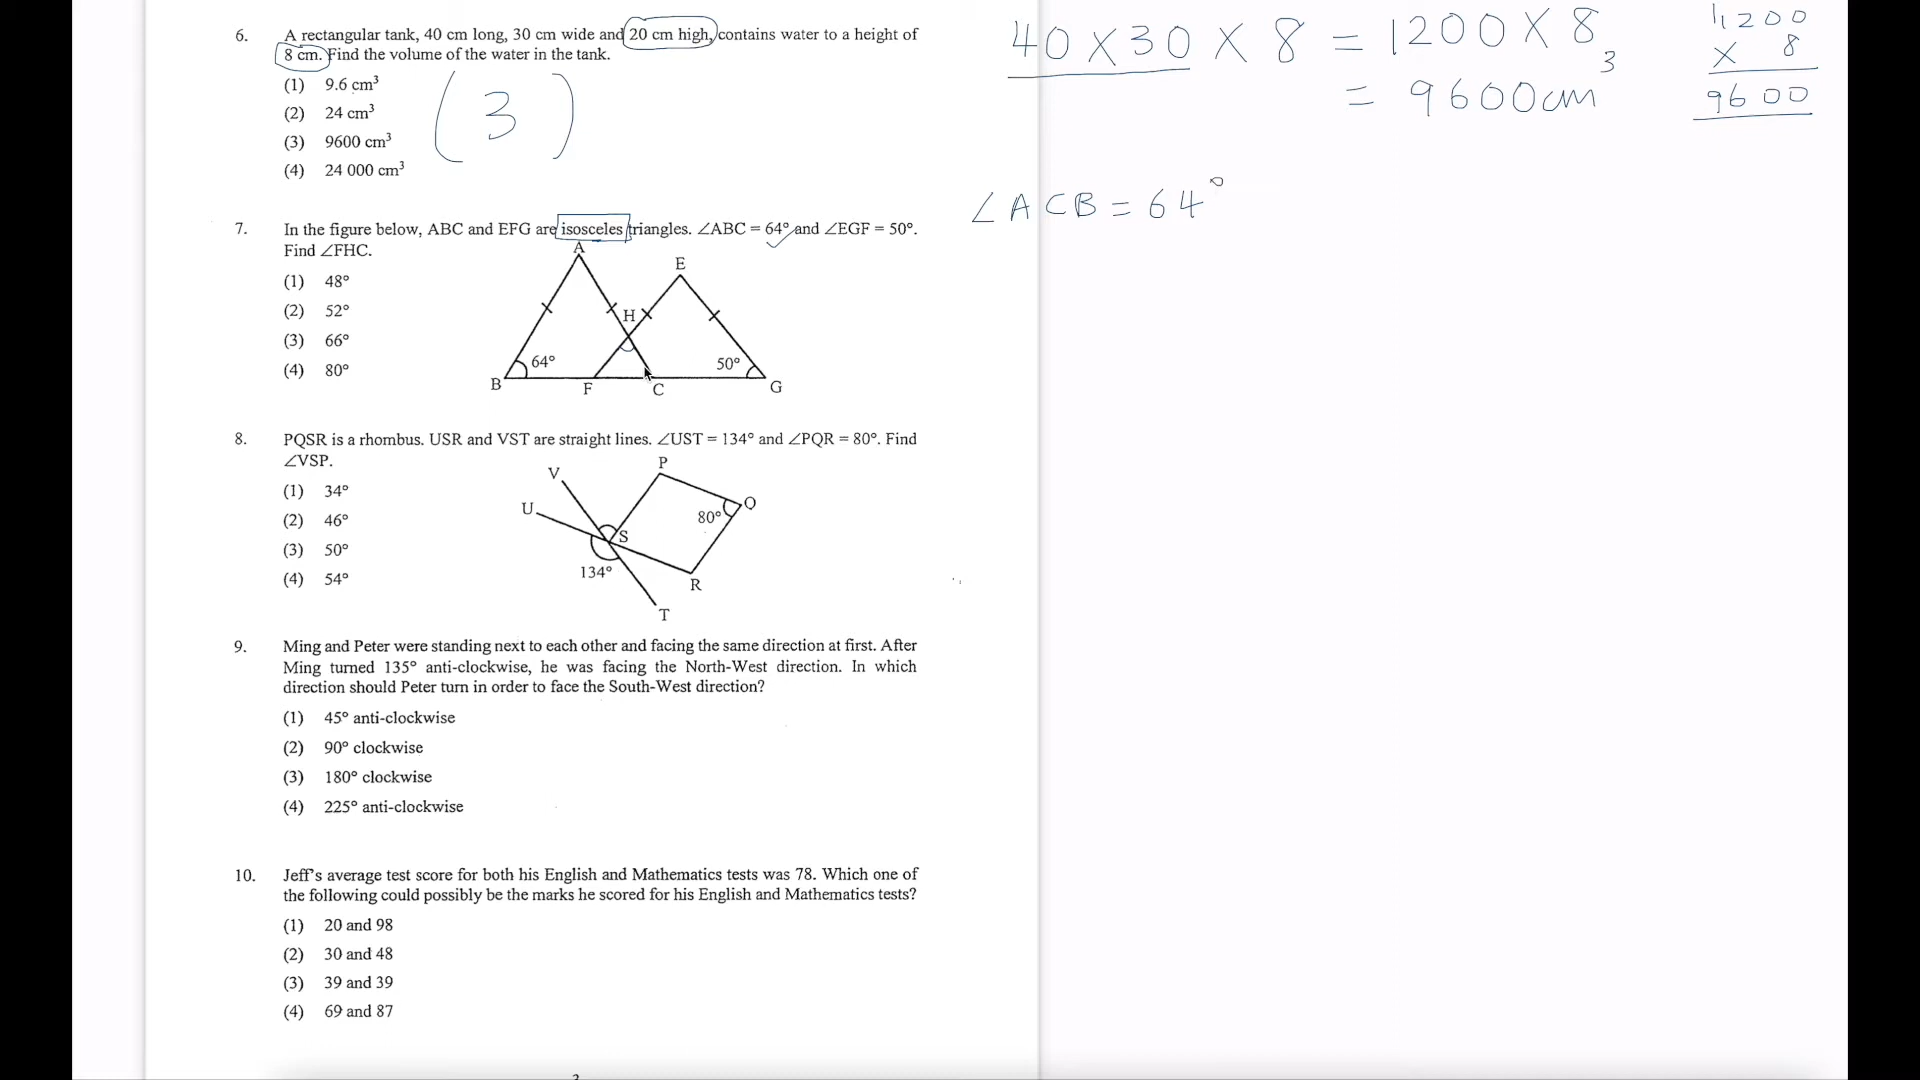 6. A rectangular tank, 40 cm long, 30 cm wide and 20 cm high, contains water to a height of
8 cm. Find the volume of the water in the tank.
(1) 9.6 cm³
(2) 24 cm³
(3) 9600 cm³
(4) 24 000 cm³
(3)
40 X 30 X 8 = 1200 X 8
= 9600cm³
1200
X 8
9600
∠ACB = 64°
7. In the figure below, ABC and EFG are isosceles triangles. ∠ABC = 64° and ∠EGF = 50°.
Find ∠FHC.
(1) 48°
(2) 52°
(3) 66°
(4) 80°
A
E
H
64°
50°
B
F
C
G
8. PQSR is a rhombus. USR and VST are straight lines. ∠UST = 134° and ∠PQR = 80°. Find
∠VSP.
(1) 34°
(2) 46°
(3) 50°
(4) 54°
P
V
U
Q
80°
S
134°
R
T
9. Ming and Peter were standing next to each other and facing the same direction at first. After
Ming turned 135° anti-clockwise, he was facing the North-West direction. In which
direction should Peter turn in order to face the South-West direction?
(1) 45° anti-clockwise
(2) 90° clockwise
(3) 180° clockwise
(4) 225° anti-clockwise
10. Jeff's average test score for both his English and Mathematics tests was 78. Which one of
the following could possibly be the marks he scored for his English and Mathematics tests?
(1) 20 and 98
(2) 30 and 48
(3) 39 and 39
(4) 69 and 87